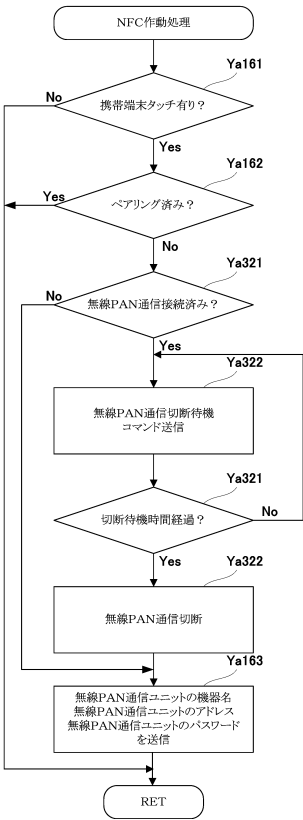 NFC作動処理
Ya161
携帯端末タッチ有り？
No
Yes
Ya162
ペアリング済み？
Yes
No
Ya321
無線PAN通信接続済み？
No
Yes
Ya322
無線PAN通信切断待機
コマンド送信
Ya321
切断待機時間経過？
No
Yes
Ya322
無線PAN通信切断
Ya163
無線PAN通信ユニットの機器名
無線PAN通信ユニットのアドレス
無線PAN通信ユニットのパスワード
を送信
RET